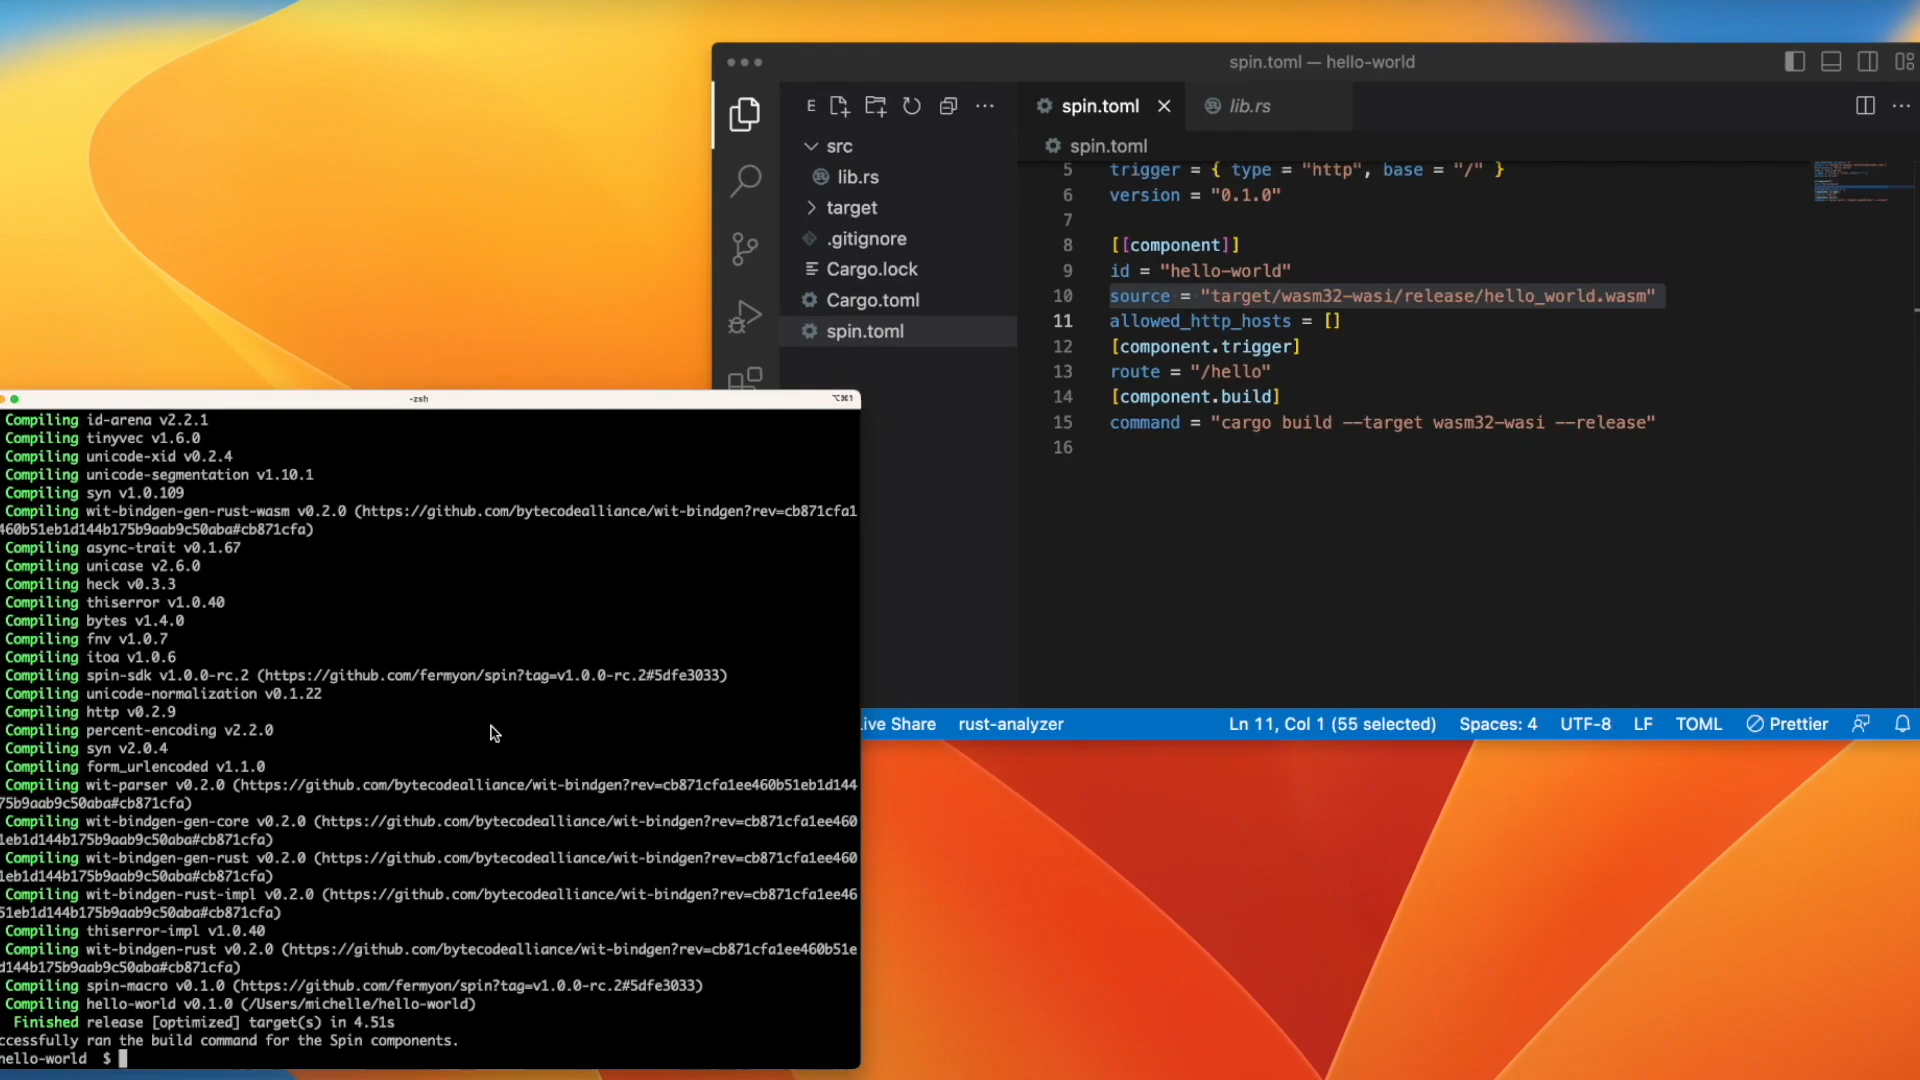 spin.toml — hello-world
E
spin.toml
lib.rs
src
lib.rs
target
.gitignore
Cargo.lock
Cargo.toml
spin.toml
spin.toml
5 trigger = { type = "http", base = "/" }
6 version = "0.1.0"
7
8 [[component]]
9 id = "hello-world"
10 source = "target/wasm32-wasi/release/hello_world.wasm"
11 allowed_http_hosts = []
12 [component.trigger]
13 route = "/hello"
14 [component.build]
15 command = "cargo build --target wasm32-wasi --release"
16
ive Share rust-analyzer Ln 11, Col 1 (55 selected) Spaces: 4 UTF-8 LF TOML Prettier
-zsh ⌥⌘1
Compiling id-arena v2.2.1
Compiling tinyvec v1.6.0
Compiling unicode-xid v0.2.4
Compiling unicode-segmentation v1.10.1
Compiling syn v1.0.109
Compiling wit-bindgen-gen-rust-wasm v0.2.0 (https://github.com/bytecodealliance/wit-bindgen?rev=cb871cfa1
460b51eb1d144b175b9aab9c50aba#cb871cfa)
Compiling async-trait v0.1.67
Compiling unicase v2.6.0
Compiling heck v0.3.3
Compiling thiserror v1.0.40
Compiling bytes v1.4.0
Compiling fnv v1.0.7
Compiling itoa v1.0.6
Compiling spin-sdk v1.0.0-rc.2 (https://github.com/fermyon/spin?tag=v1.0.0-rc.2#5dfe3033)
Compiling unicode-normalization v0.1.22
Compiling http v0.2.9
Compiling percent-encoding v2.2.0
Compiling syn v2.0.4
Compiling form_urlencoded v1.1.0
Compiling wit-parser v0.2.0 (https://github.com/bytecodealliance/wit-bindgen?rev=cb871cfa1ee460b51eb1d144
75b9aab9c50aba#cb871cfa)
Compiling wit-bindgen-gen-core v0.2.0 (https://github.com/bytecodealliance/wit-bindgen?rev=cb871cfa1ee460
1eb1d144b175b9aab9c50aba#cb871cfa)
Compiling wit-bindgen-gen-rust v0.2.0 (https://github.com/bytecodealliance/wit-bindgen?rev=cb871cfa1ee460
1eb1d144b175b9aab9c50aba#cb871cfa)
Compiling wit-bindgen-rust-impl v0.2.0 (https://github.com/bytecodealliance/wit-bindgen?rev=cb871cfa1ee46
51eb1d144b175b9aab9c50aba#cb871cfa)
Compiling thiserror-impl v1.0.40
Compiling wit-bindgen-rust v0.2.0 (https://github.com/bytecodealliance/wit-bindgen?rev=cb871cfa1ee460b51e
d144b175b9aab9c50aba#cb871cfa)
Compiling spin-macro v0.1.0 (https://github.com/fermyon/spin?tag=v1.0.0-rc.2#5dfe3033)
Compiling hello-world v0.1.0 (/Users/michelle/hello-world)
Finished release [optimized] target(s) in 4.51s
ccessfully ran the build command for the Spin components.
hello-world $